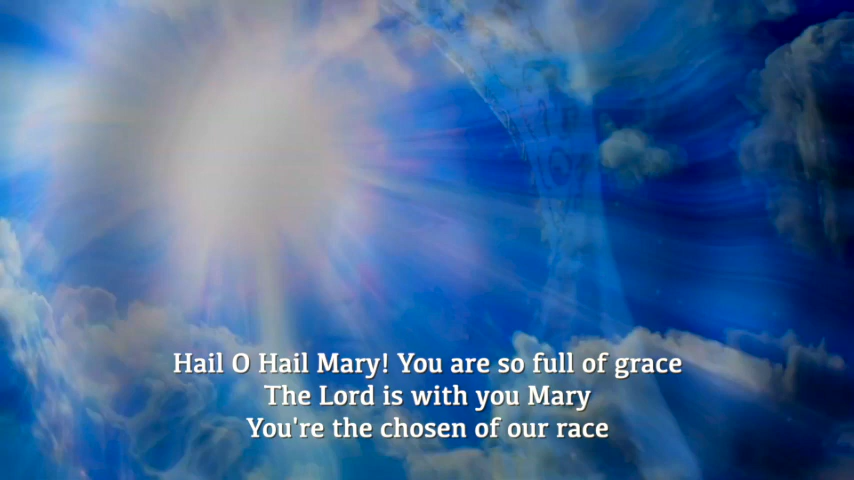 Hail O Hail Mary! You are so full of grace
The Lord is with you Mary
You're the chosen of our race